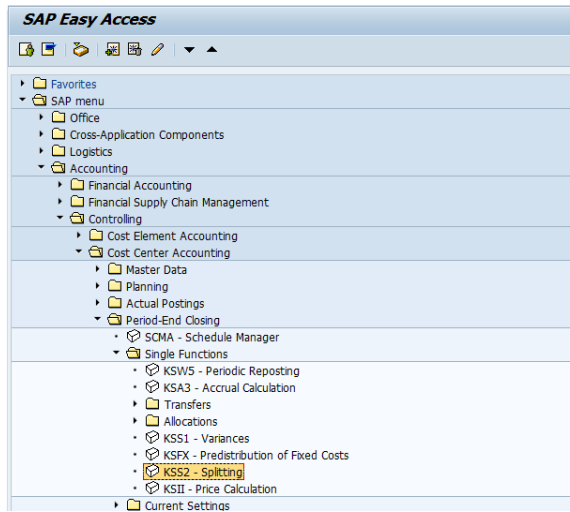 SAP Easy Access
Favorites
SAP menu
Office
Cross-Application Components
Logistics
Accounting
Financial Accounting
Financial Supply Chain Management
Controlling
Cost Element Accounting
Cost Center Accounting
Master Data
Planning
Actual Postings
Period-End Closing
SCMA - Schedule Manager
Single Functions
KSW5 - Periodic Reposting
KSA3 - Accrual Calculation
Transfers
Allocations
KSS1 - Variances
KSFX - Predistribution of Fixed Costs
KSS2 - Splitting
KSII - Price Calculation
Current Settings